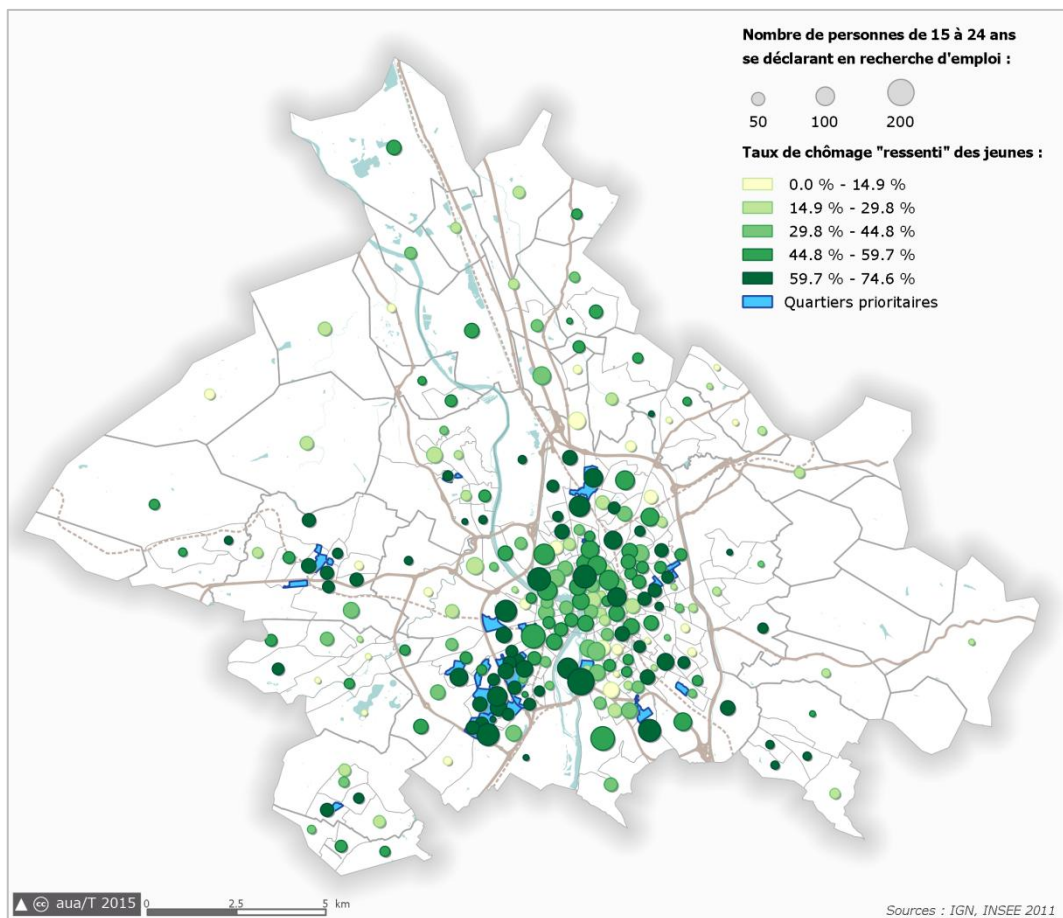 Nombre de personnes de 15 à 24 ans
se déclarant en recherche d'emploi :
50 100 200
Taux de chômage "ressenti" des jeunes :
0.0 % - 14.9 %
14.9 % - 29.8 %
29.8 % - 44.8 %
44.8 % - 59.7 %
59.7 % - 74.6 %
Quartiers prioritaires
cc aua/T 2015
0 2.5 5 km
Sources : IGN, INSEE 2011